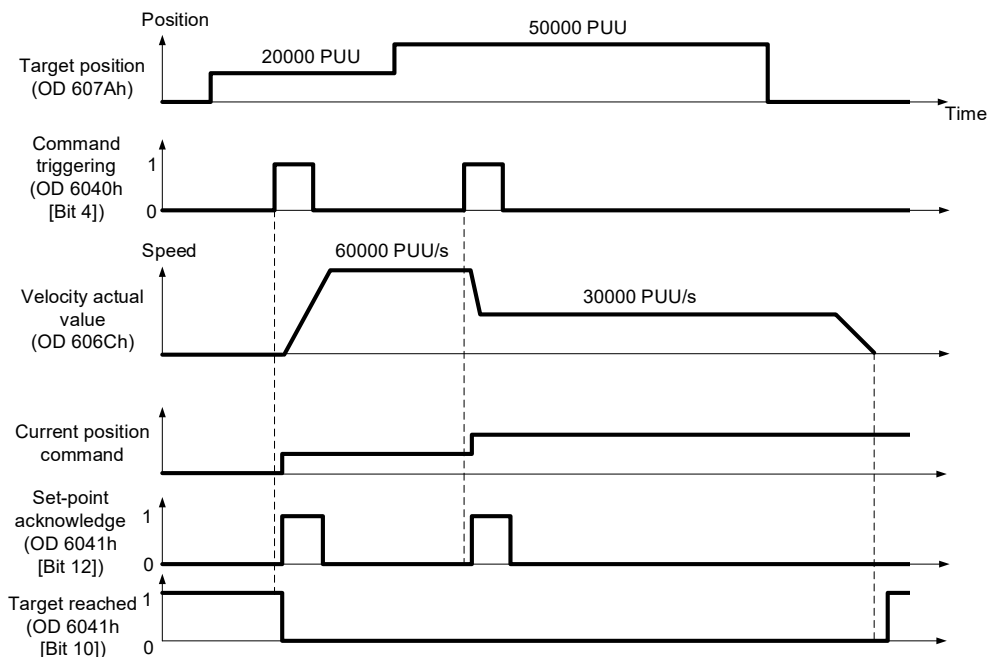 Position
50000 PUU
20000 PUU
Target position
(OD 607Ah)
Time
Command
triggering
(OD 6040h
[Bit 4])
1
0
Speed
60000 PUU/s
Velocity actual
value
(OD 606Ch)
30000 PUU/s
Current position
command
Set-point
acknowledge
(OD 6041h
[Bit 12])
1
0
Target reached
(OD 6041h
[Bit 10])
1
0